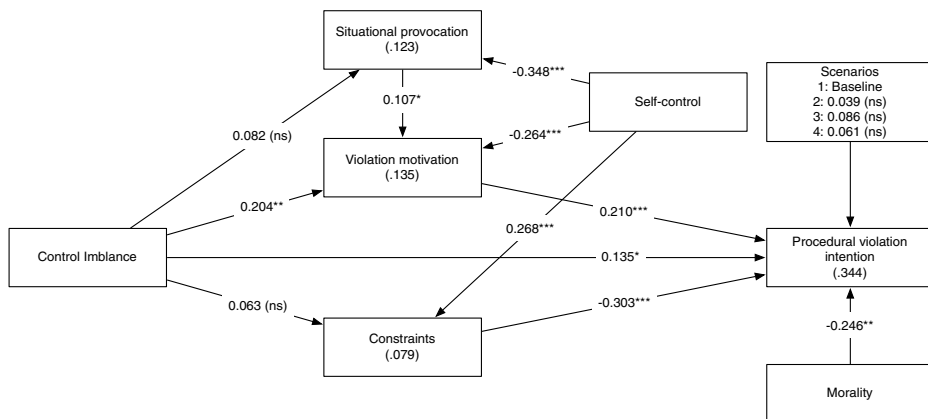 Situational provocation
(.123)
-0.348***
Scenarios
1: Baseline
2: 0.039 (ns)
3: 0.086 (ns)
4: 0.061 (ns)
Self-control
0.107*
0.082 (ns)
-0.264***
Violation motivation
(.135)
0.204**
0.210***
0.268***
Control Imblance
0.135*
Procedural violation
intention
(.344)
0.063 (ns)
-0.303***
Constraints
(.079)
-0.246**
Morality